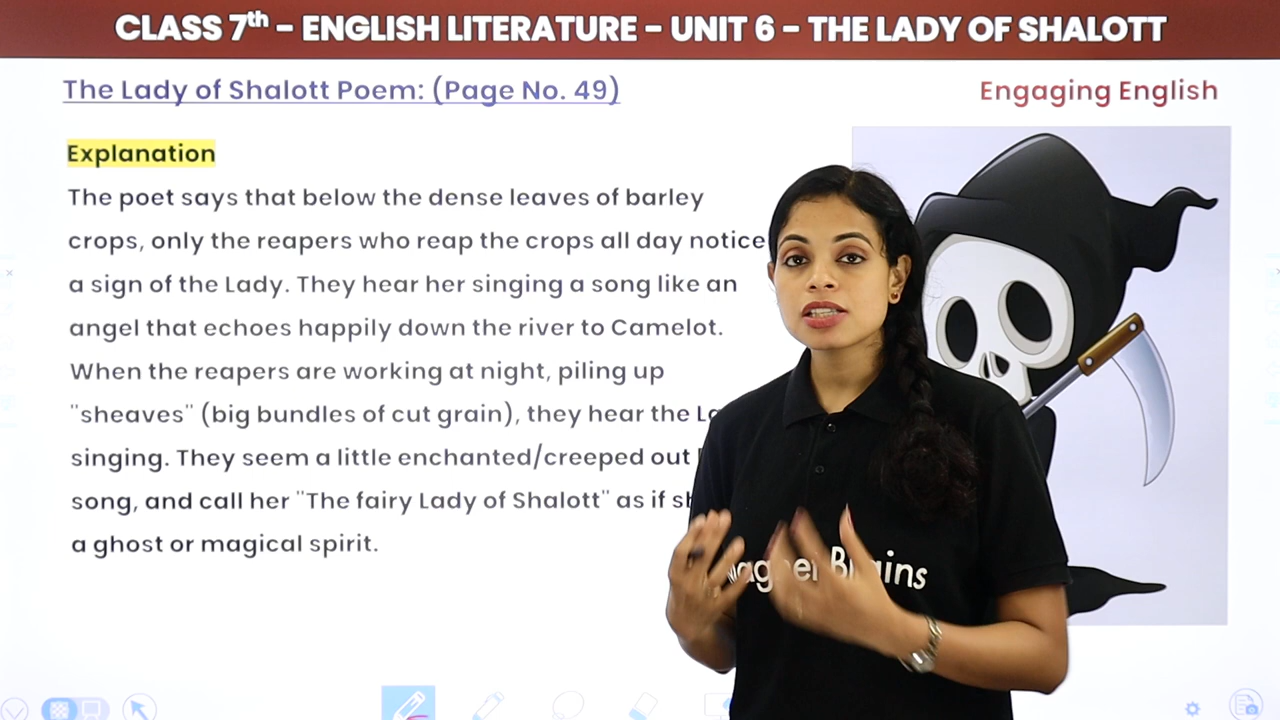 CLASS 7th – ENGLISH LITERATURE – UNIT 6 – THE LADY OF SHALOTT
The Lady of Shalott Poem: (Page No. 49)
Engaging English
Explanation
The poet says that below the dense leaves of barley
crops, only the reapers who reap the crops all day notice
a sign of the Lady. They hear her singing a song like an
angel that echoes happily down the river to Camelot.
When the reapers are working at night, piling up
"sheaves" (big bundles of cut grain), they hear the
singing. They seem a little enchanted/creeped out
song, and call her "The fairy Lady of Shalott" as if
a ghost or magical spirit.